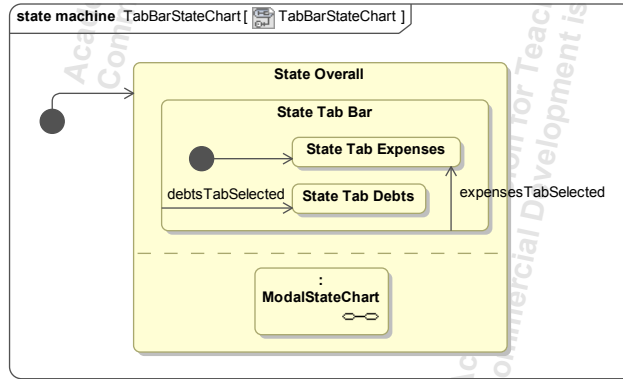 state machine TabBarStateChart [ TabBarStateChart ]
State Overall
State Tab Bar
State Tab Expenses
debtsTabSelected
State Tab Debts
expensesTabSelected
:
ModalStateChart